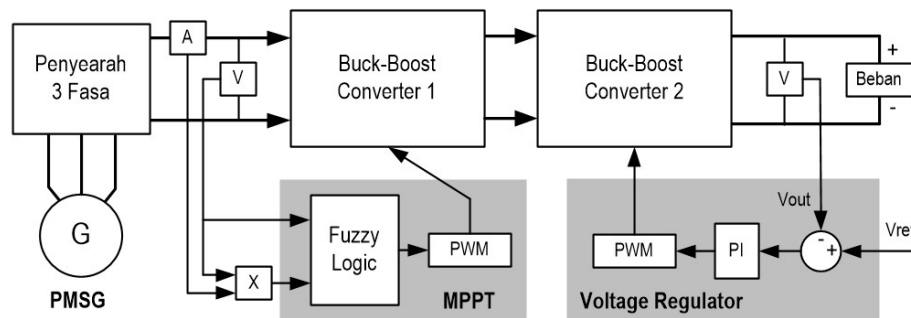 A
Penyearah
3 Fasa
V
Buck-Boost
Converter 1
Buck-Boost
Converter 2
V
+
Beban
-
G
PMSG
X
Fuzzy
Logic
PWM
MPPT
PWM
PI
Vout
-
+
Vref
Voltage Regulator